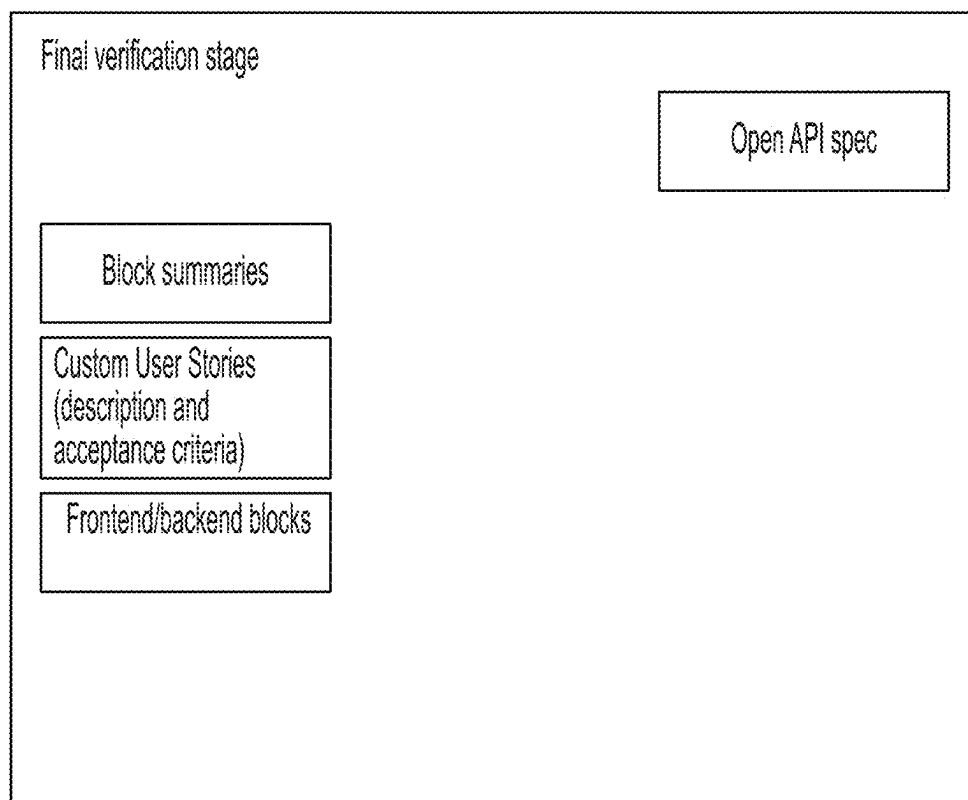 Final verification stage
Open API spec
Block summaries
Custom User Stories
(description and
acceptance criteria)
Frontend/backend blocks